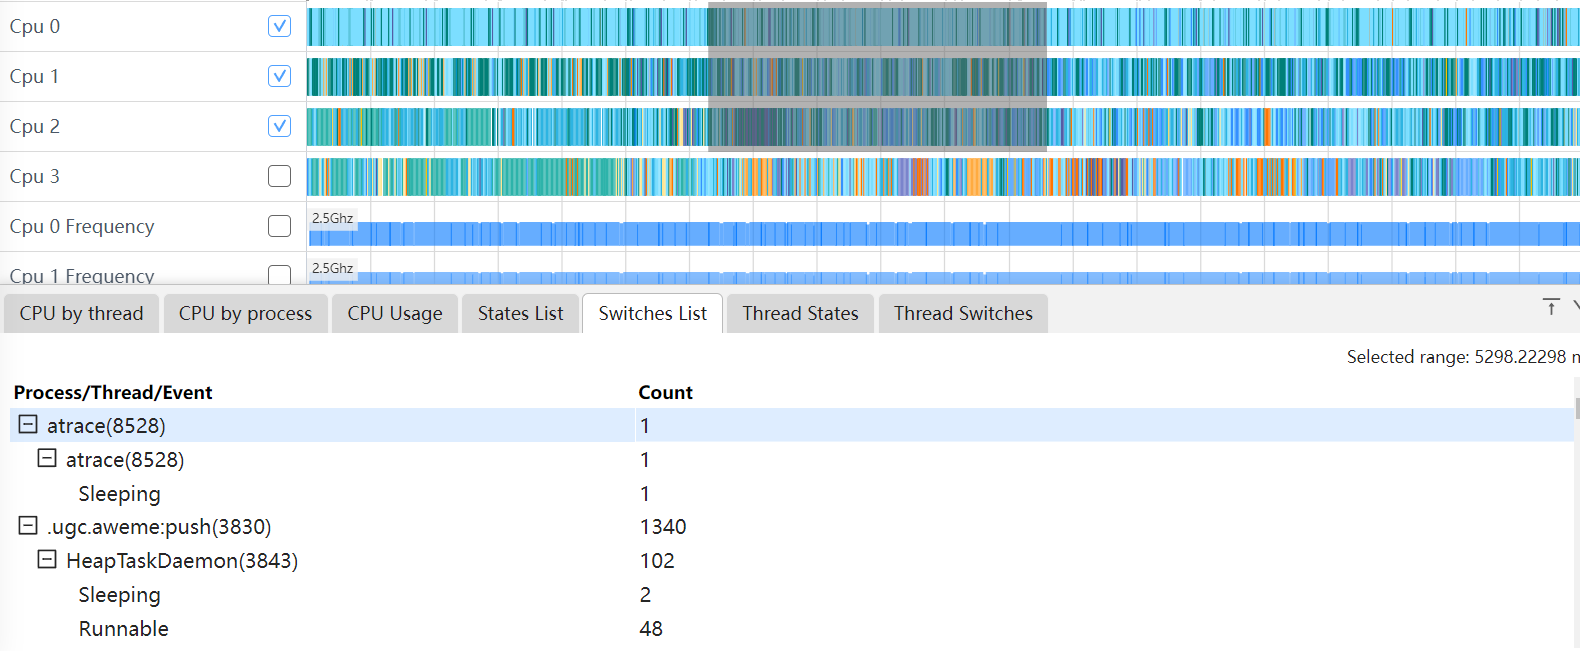 Cpu 0
Cpu 1
Cpu 2
Cpu 3
Cpu 0 Frequency
2.5Ghz
Cpu 1 Frequency
2.5Ghz
CPU by thread CPU by process CPU Usage States List Switches List Thread States Thread Switches
Selected range: 5298.22298
Process/Thread/Event Count
atrace(8528) 1
atrace(8528) 1
Sleeping 1
.ugc.aweme:push(3830) 1340
HeapTaskDaemon(3843) 102
Sleeping 2
Runnable 48